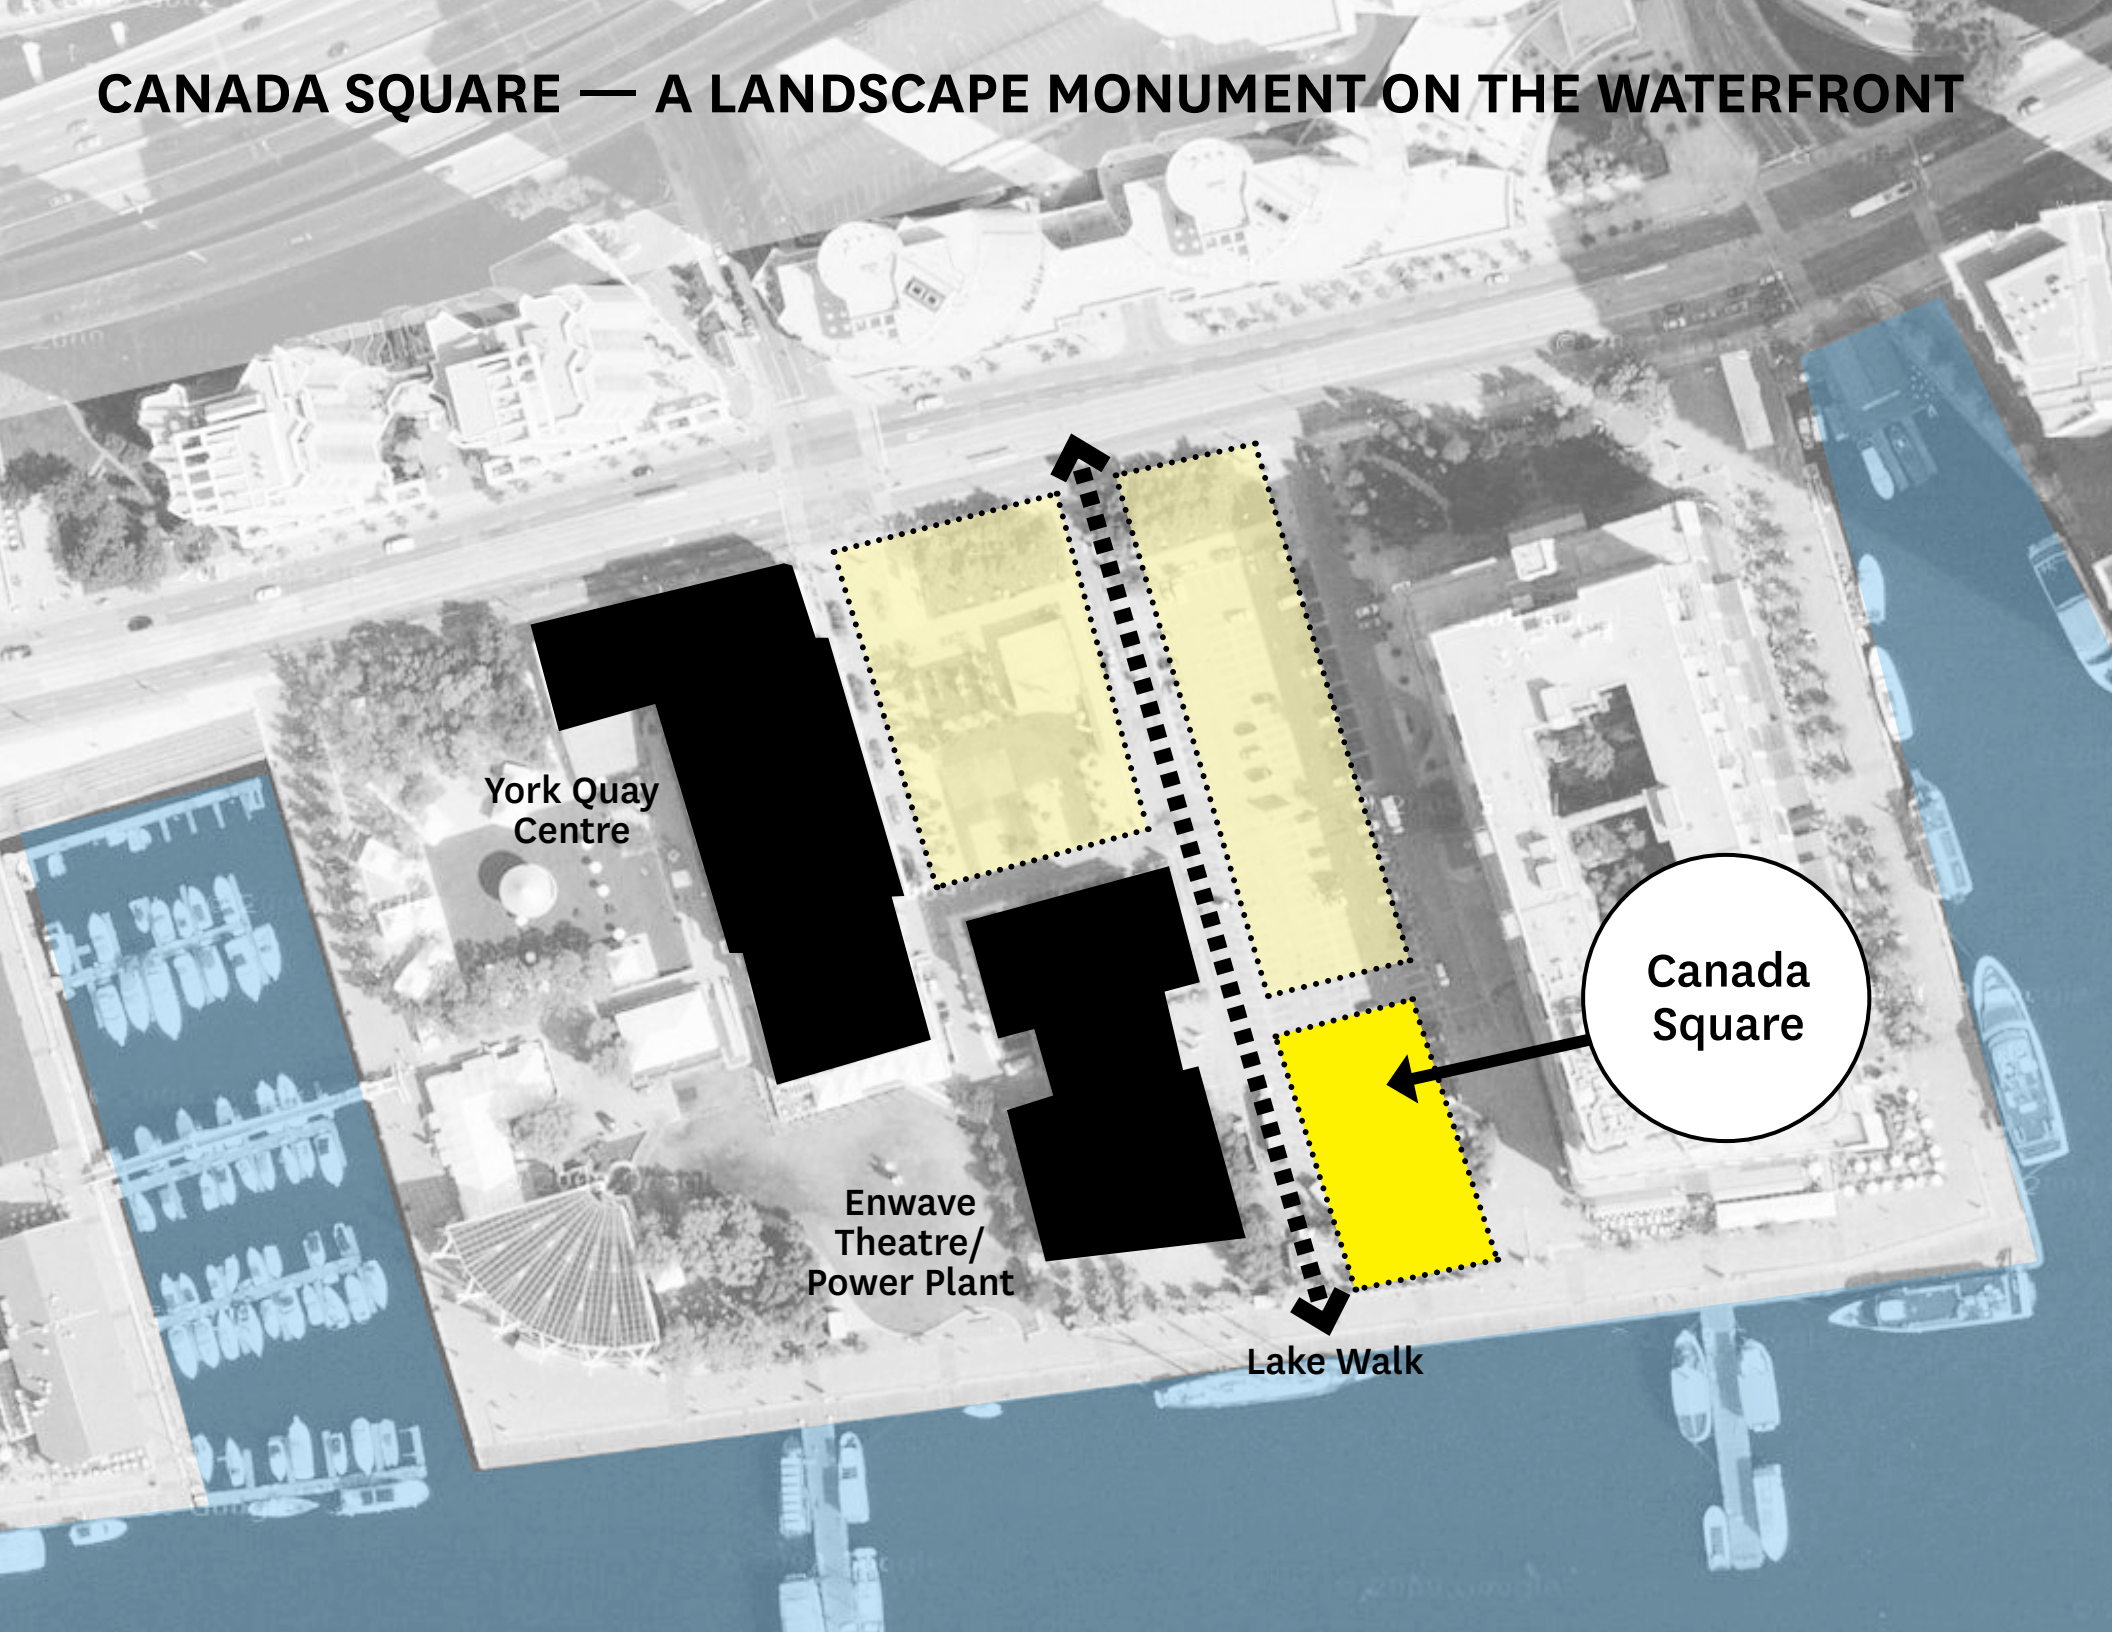 CANADA SQUARE — A LANDSCAPE MONUMENT ON THE WATERFRONT
York Quay
Centre
Canada
Square
Enwave
Theatre/
Power Plant
Lake Walk